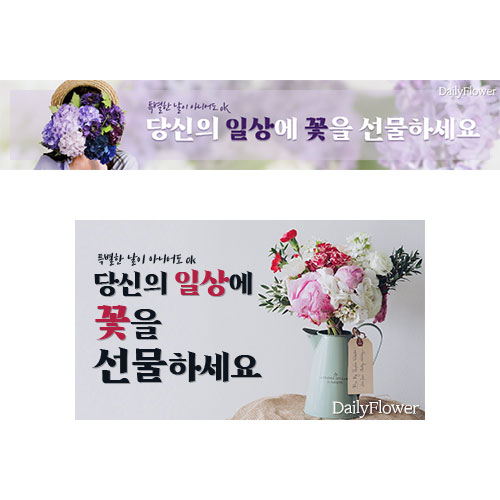 DailyFlower
특별한 날이 아니어도 ok
당신의 일상에 꽃을 선물하세요
특별한 날이 아니어도 ok
당신의 일상에
꽃을
선물하세요
DailyFlower